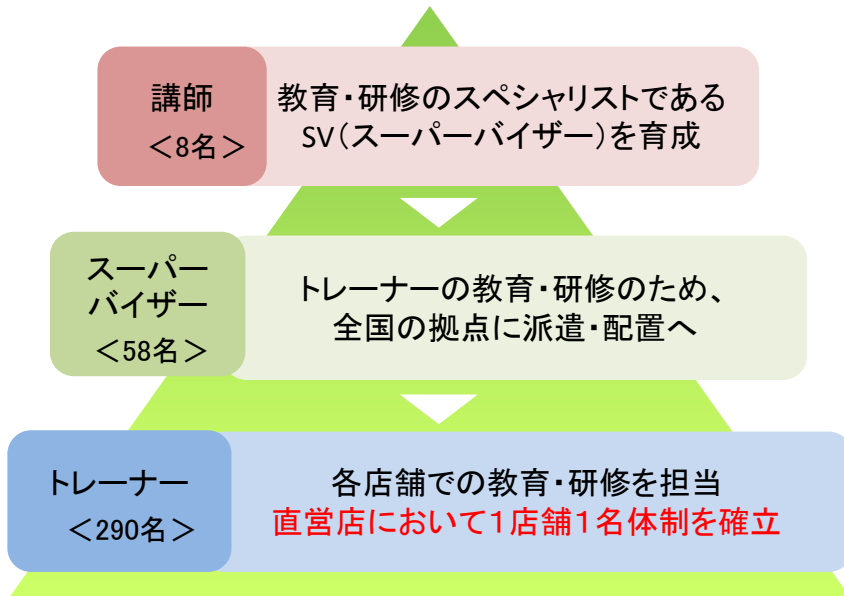 講師
＜8名＞
教育・研修のスペシャリストである
SV（スーパーバイザー）を育成
スーパー
バイザー
＜58名＞
トレーナーの教育・研修のため、
全国の拠点に派遣・配置へ
トレーナー
＜290名＞
各店舗での教育・研修を担当
直営店において１店舗１名体制を確立